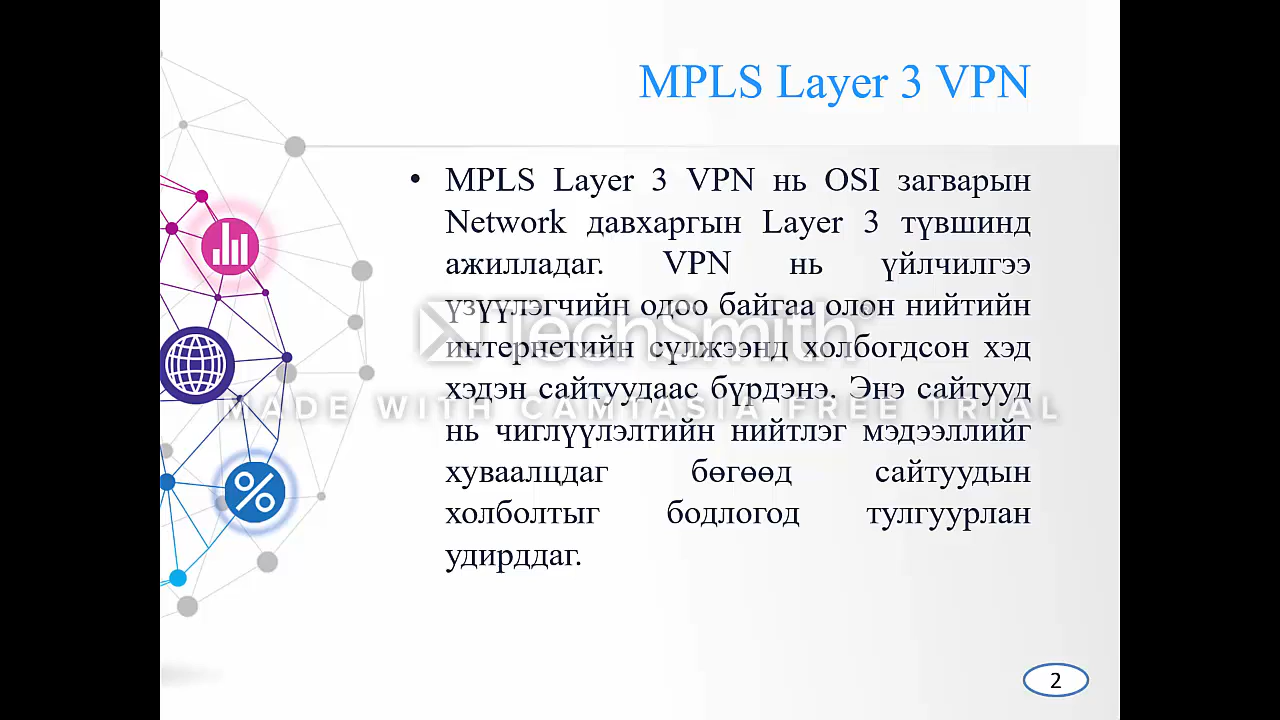 MPLS Layer 3 VPN
• MPLS Layer 3 VPN нь OSI загварын
Network давхаргын Layer 3 түвшинд
ажилладаг. VPN нь үйлчилгээ
үзүүлэгчийн одоо байгаа олон нийтийн
интернетийн сүлжээнд холбогдсон хэд
хэдэн сайтуудаас бүрдэнэ. Энэ сайтууд
нь чиглүүлэлтийн нийтлэг мэдээллийг
хуваалцдаг бөгөөд сайтуудын
холболтыг бодлогод тулгуурлан
удирддаг.
TechSmith
MADE WITH CAMTASIA FREE TRIAL
2